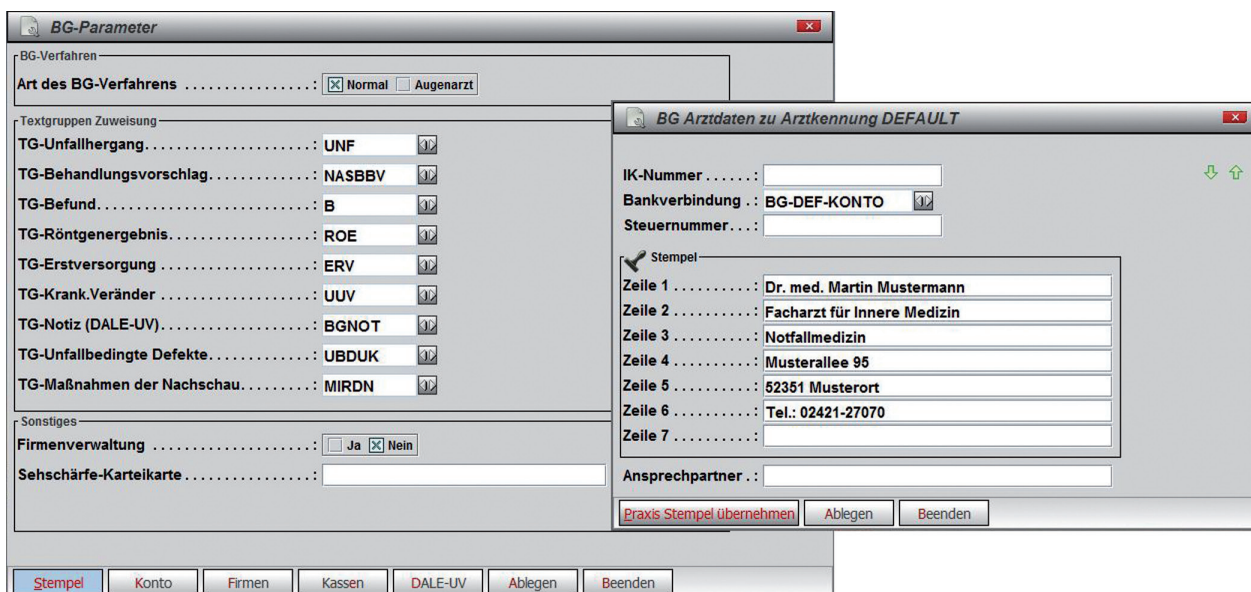 BG-Parameter
BG-Verfahren
Art des BG-Verfahrens ................: Normal Augenarzt
Textgruppen Zuweisung
TG-Unfallhergang.....................: UNF
TG-Behandlungsvorschlag.............: NASBBV
TG-Befund...........................: B
TG-Röntgenergebnis..................: ROE
TG-Erstversorgung ...................: ERV
TG-Krank.Veränder ..................: UUV
TG-Notiz (DALE-UV)...................: BGNOT
TG-Unfallbedingte Defekte............: UBDUK
TG-Maßnahmen der Nachschau.........: MIRDN
Sonstiges
Firmenverwaltung ....................: Ja Nein
Sehschärfe-Karteikarte................:
Stempel Konto Firmen Kassen DALE-UV Ablegen Beenden
BG Arztdaten zu Arztkennung DEFAULT
IK-Nummer ......:
Bankverbindung .: BG-DEF-KONTO
Steuernummer...:
Stempel
Zeile 1 ..........: Dr. med. Martin Mustermann
Zeile 2 ..........: Facharzt für Innere Medizin
Zeile 3 ..........: Notfallmedizin
Zeile 4 ..........: Musterallee 95
Zeile 5 ..........: 52351 Musterort
Zeile 6 ..........: Tel.: 02421-27070
Zeile 7 ..........:
Ansprechpartner .:
Praxis Stempel übernehmen Ablegen Beenden